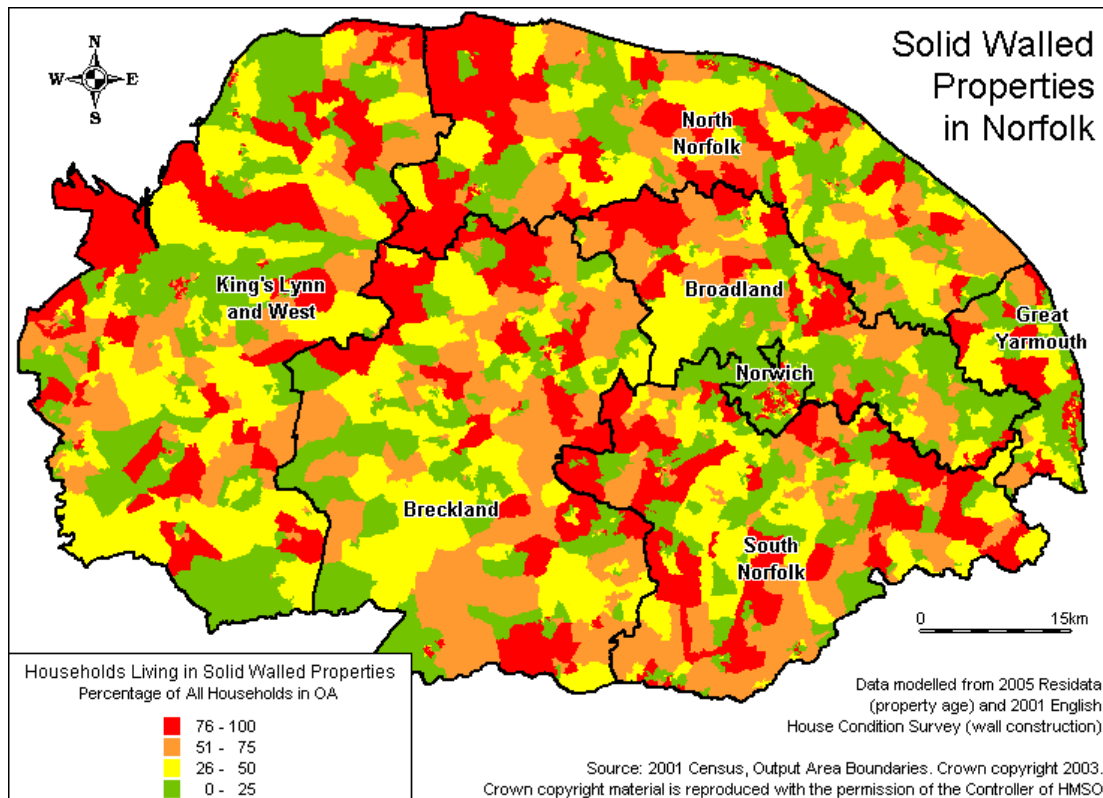 Solid Walled
Properties
in Norfolk
N
W E
S
North
Norfolk
King's Lynn
and West
Broadland
Great
Yarmouth
Norwich
Breckland
South
Norfolk
0 15km
Households Living in Solid Walled Properties
Percentage of All Households in OA
76 - 100
51 - 75
26 - 50
0 - 25
Data modelled from 2005 Residata
(property age) and 2001 English
House Condition Survey (wall construction)
Source: 2001 Census, Output Area Boundaries. Crown copyright 2003.
Crown copyright material is reproduced with the permission of the Controller of HMSO